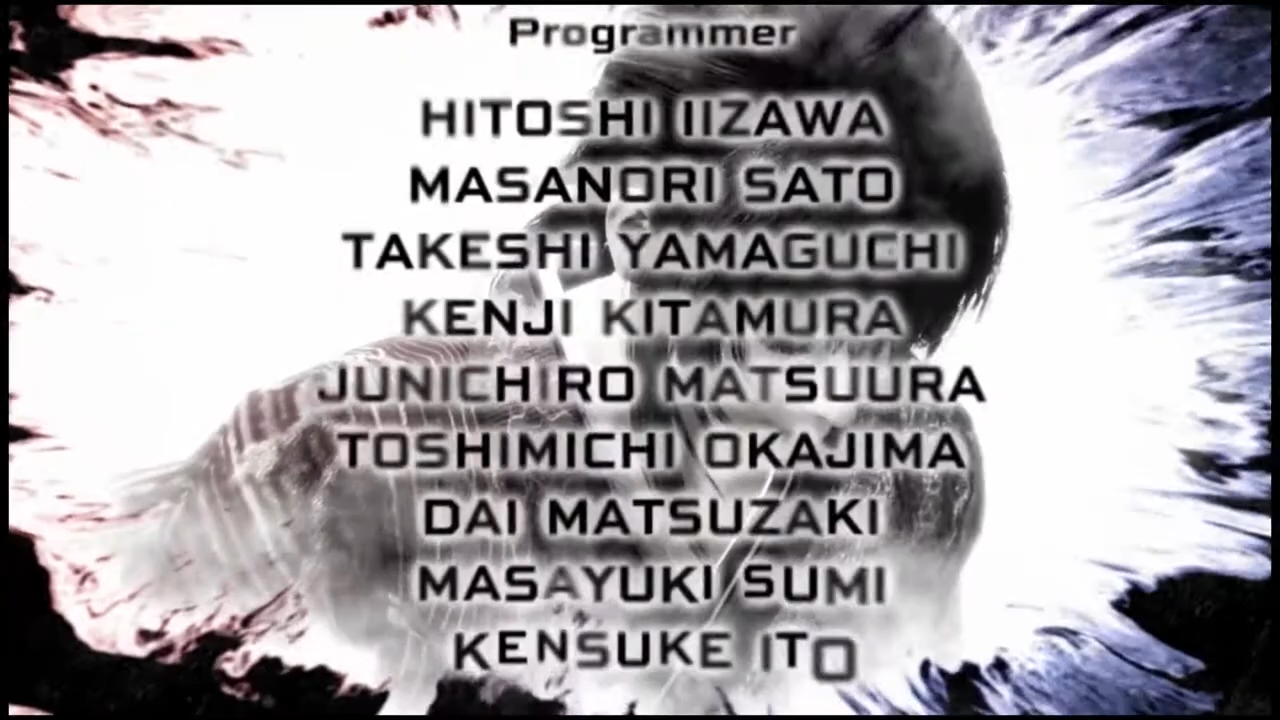 Programmer
HITOSHI IIZAWA
MASANORI SATO
TAKESHI YAMAGUCHI
KENJI KITAMURA
JUNICHIRO MATSUURA
TOSHIMICHI OKAJIMA
DAI MATSUZAKI
MASAYUKI SUMI
KENSUKE ITO